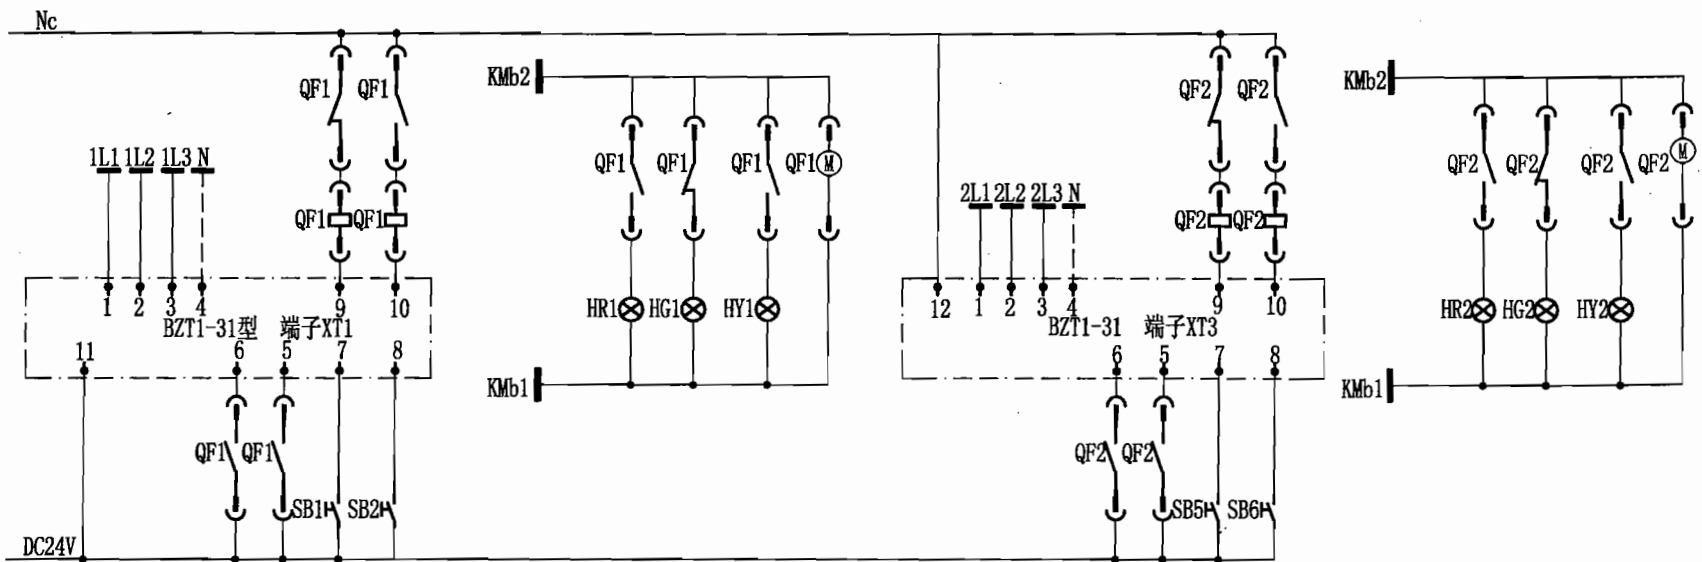 Nc
QF1 QF1
KMb2
QF2 QF2
KMb2
1L1 1L2 1L3 N
QF1 QF1 QF1 QF1 M
QF2 QF2 QF2 QF2 M
QF1 QF1
2L1 2L2 2L3 N
QF2 QF2
1 2 3 4 9 10
HR1 HG1 HY1
12 1 2 3 4 9 10
HR2 HG2 HY2
BZT1-31型 端子XT1
BZT1-31 端子XT3
11 6 5 7 8
6 5 7 8
KMb1
KMb1
QF1 QF1
QF2 QF2
SB1 SB2
SB5 SB6
DC24V